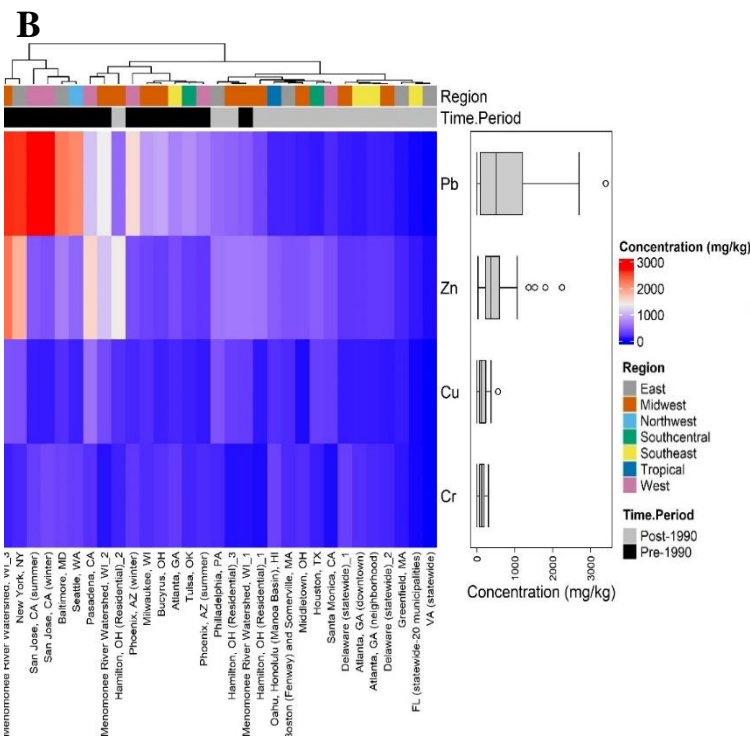 B
Region
Time.Period
Pb
Zn
Cu
Cr
Concentration (mg/kg)
3000
2000
1000
0
Region
East
Midwest
Northwest
Southcentral
Southeast
Tropical
West
Time.Period
Post-1990
Pre-1990
0
1000
3000
Concentration (mg/kg)
Menomonee River Watershed, WI_3
New York, NY
San Jose, CA (summer)
San Jose, CA (winter)
Baltimore, MD
Seattle, WA
Pasadena, CA
Menomonee River Watershed, WI_2
Hamilton, OH (Residential)_2
Phoenix, AZ (winter)
Milwaukee, WI
Bucyrus, OH
Atlanta, GA
Tulsa, OK
Phoenix, AZ (summer)
Philadelphia, PA
Hamilton, OH (Residential)_3
Menomonee River Watershed, WI_1
Hamilton, OH (Residential)_1
Oahu, Honolulu (Manoa Basin), HI
Boston (Fenway) and Somerville, MA
Middletown, OH
Houston, TX
Santa Monica, CA
Delaware (statewide)_1
Atlanta, GA (downtown)
Atlanta, GA (neighborhood)
Delaware (statewide)_2
Greenfield, MA
FL (statewide-20 municipalities)
VA (statewide)